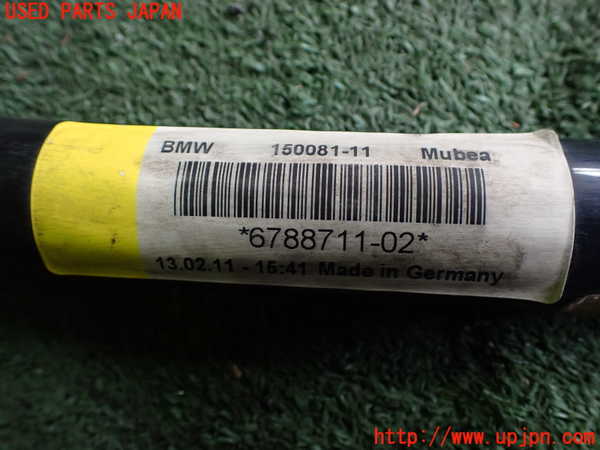 USED PARTS JAPAN
BMW 150081-11 Mubea
*6788711-02*
13.02.11 - 15:41 Made in Germany
http://www.upjpn.com/